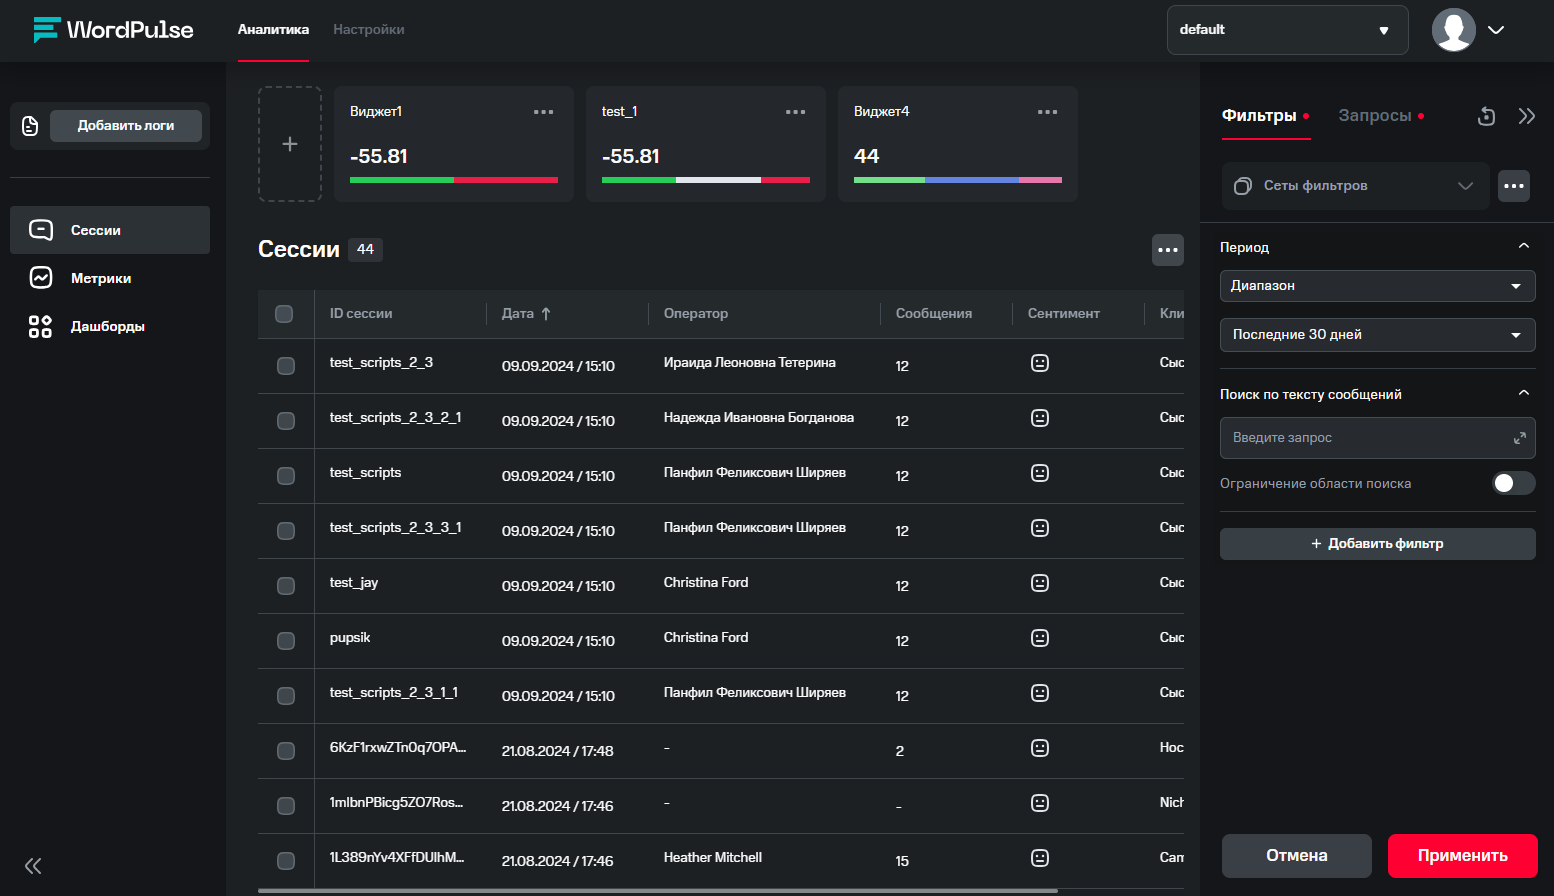 WordPulse
Аналитика
Настройки
default
Добавить логи
Сессии
Метрики
Дашборды
Виджет1
-55.81
test_1
-55.81
Виджет4
44
Сессии 44
ID сессии Дата Оператор Сообщения Сентимент Кли
test_scripts_2_3 09.09.2024 / 15:10 Ираида Леоновна Тетерина 12 Сыс
test_scripts_2_3_2_1 09.09.2024 / 15:10 Надежда Ивановна Богданова 12 Сыс
test_scripts 09.09.2024 / 15:10 Панфил Феликсович Ширяев 12 Сыс
test_scripts_2_3_3_1 09.09.2024 / 15:10 Панфил Феликсович Ширяев 12 Сыс
test_jay 09.09.2024 / 15:10 Christina Ford 12 Сыс
pupsik 09.09.2024 / 15:10 Christina Ford 12 Сыс
test_scripts_2_3_1_1 09.09.2024 / 15:10 Панфил Феликсович Ширяев 12 Сыс
21.08.2024 / 17:48 - 2 Нос
21.08.2024 / 17:46 - - Nich
21.08.2024 / 17:46 Heather Mitchell 15 Cam
Фильтры Запросы
Сеты фильтров
Период
Диапазон
Последние 30 дней
Поиск по тексту сообщений
Введите запрос
Ограничение области поиска
+ Добавить фильтр
Отмена
Применить